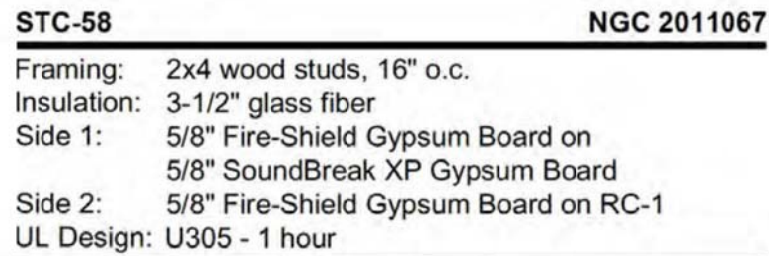 STC-58 NGC 2011067
Framing: 2x4 wood studs, 16" o.c.
Insulation: 3-1/2" glass fiber
Side 1: 5/8" Fire-Shield Gypsum Board on
5/8" SoundBreak XP Gypsum Board
Side 2: 5/8" Fire-Shield Gypsum Board on RC-1
UL Design: U305 - 1 hour